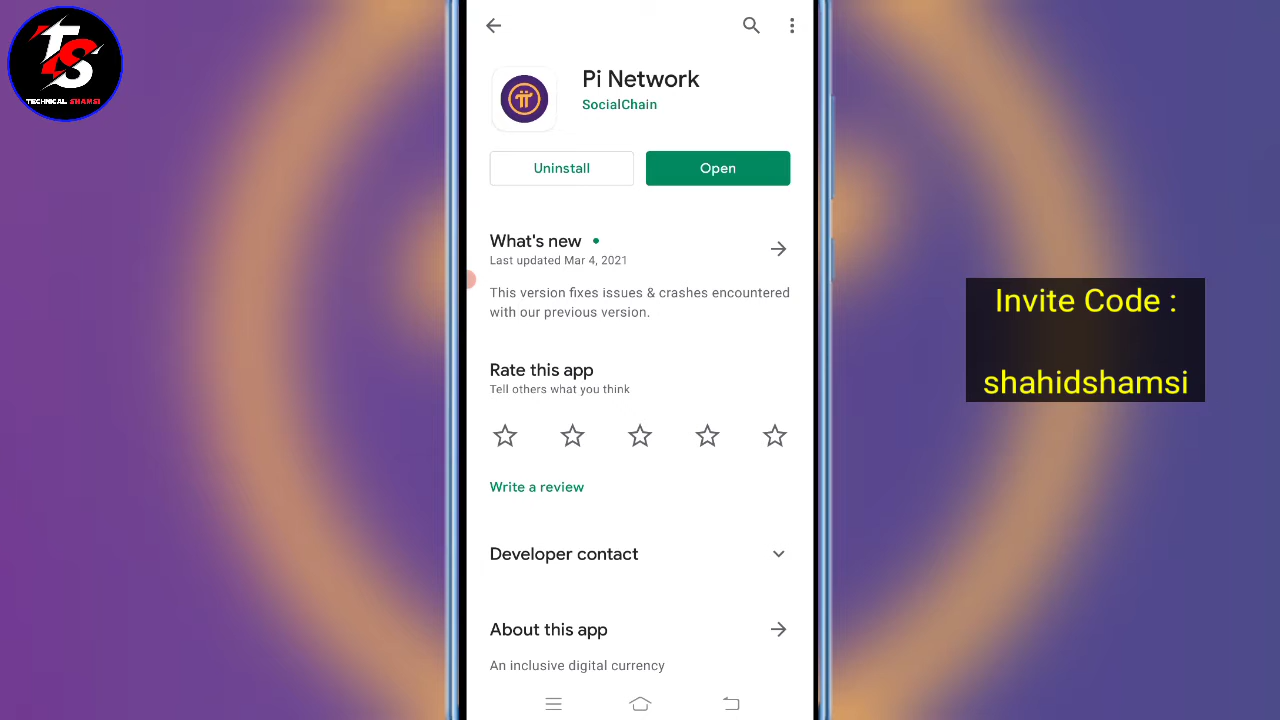 TS
TECHNICAL SHAMSI
Pi Network
SocialChain
Uninstall
Open
What's new
Last updated Mar 4, 2021
This version fixes issues & crashes encountered
with our previous version.
Rate this app
Tell others what you think
Write a review
Developer contact
About this app
An inclusive digital currency
Invite Code :
shahidshamsi